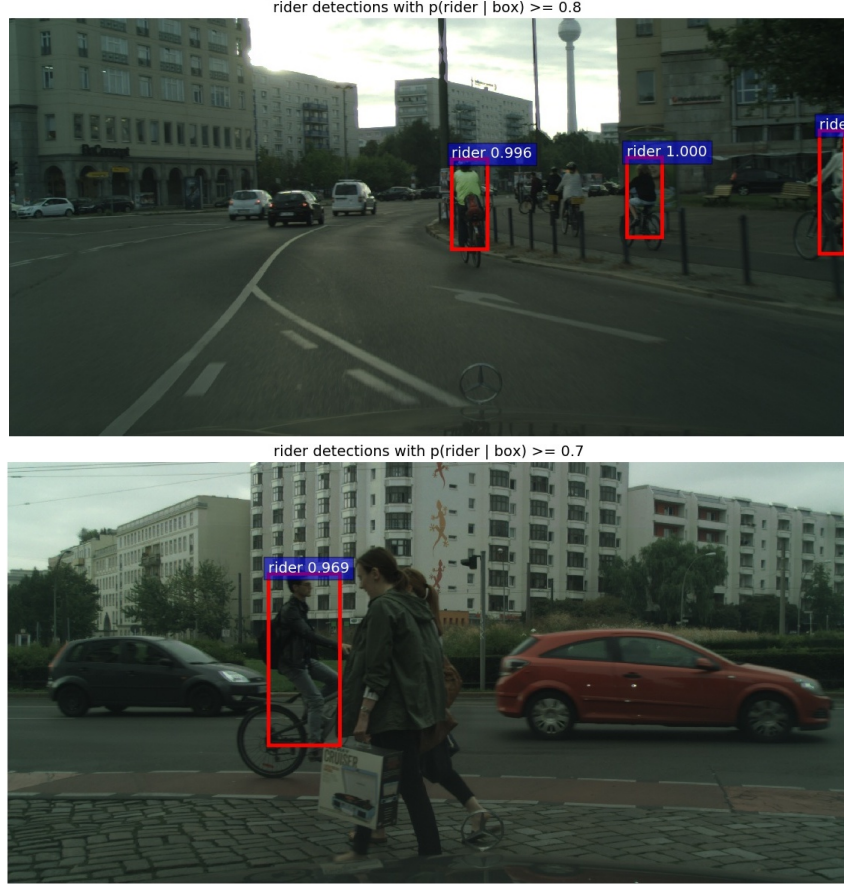 rider detections with p(rider | box) >= 0.8
rider 0.996
rider 1.000
ride
rider detections with p(rider | box) >= 0.7
rider 0.969
CRUISER